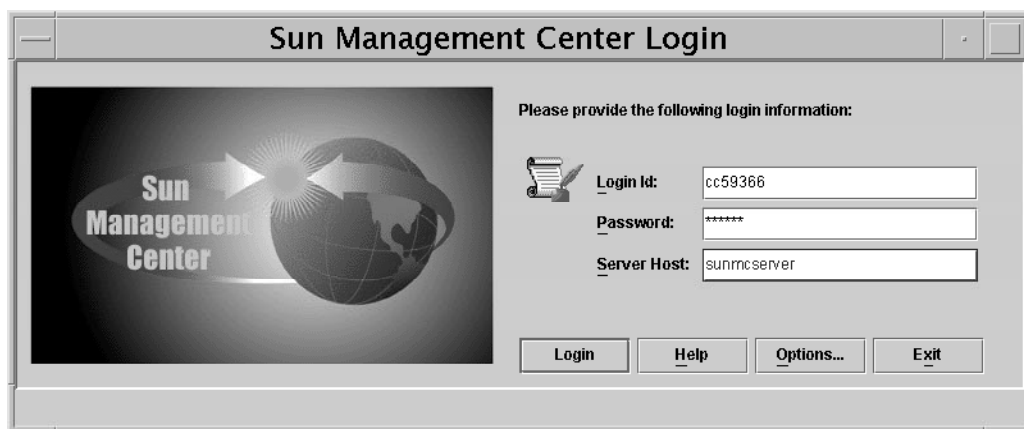 Sun Management Center Login
Sun
Management
Center
Please provide the following login information:
Login Id: cc59366
Password: ******
Server Host: sunmcserver
Login Help Options... Exit